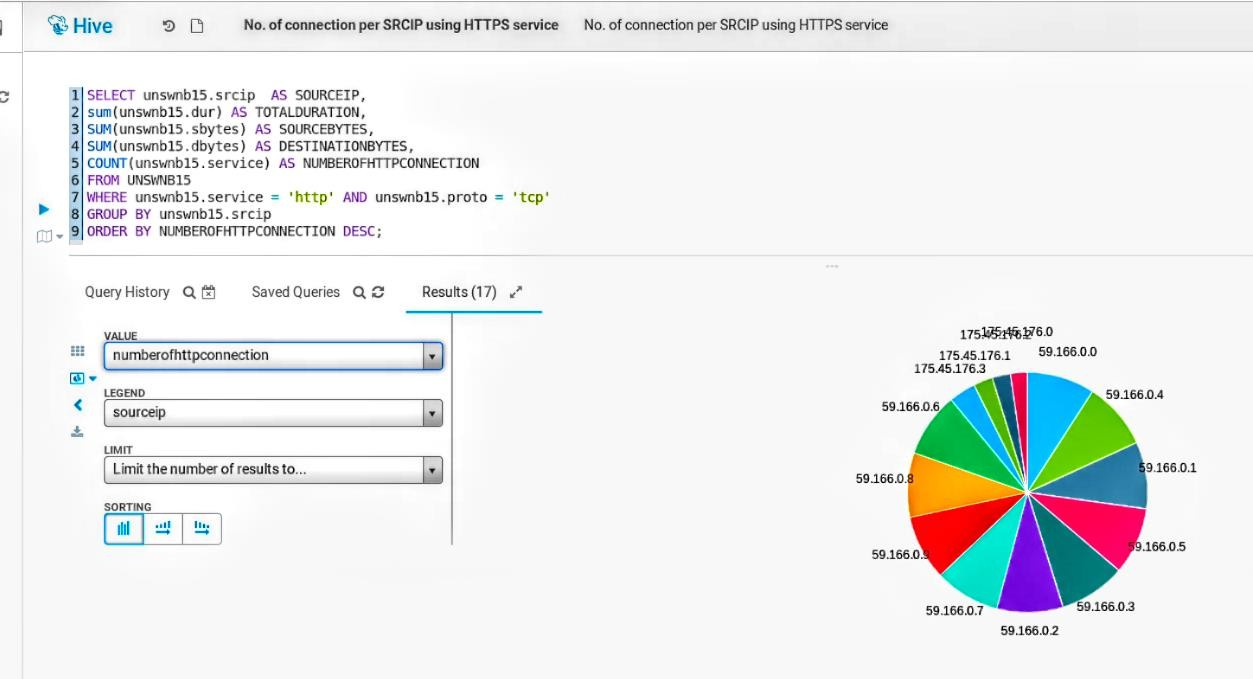 Hive
No. of connection per SRCIP using HTTPS service
No. of connection per SRCIP using HTTPS service
1 SELECT unswnb15.srcip  AS SOURCEIP,
2 sum(unswnb15.dur) AS TOTALDURATION,
3 SUM(unswnb15.sbytes) AS SOURCEBYTES,
4 SUM(unswnb15.dbytes) AS DESTINATIONBYTES,
5 COUNT(unswnb15.service) AS NUMBEROFHTTPCONNECTION
6 FROM UNSWNB15
7 WHERE unswnb15.service = 'http' AND unswnb15.proto = 'tcp'
8 GROUP BY unswnb15.srcip
9 ORDER BY NUMBEROFHTTPCONNECTION DESC;
Query History
Saved Queries
Results (17)
VALUE
numberofhttpconnection
LEGEND
sourceip
LIMIT
Limit the number of results to...
SORTING
175.45.176.2
175.45.176.0
175.45.176.1
59.166.0.0
175.45.176.3
59.166.0.4
59.166.0.6
59.166.0.1
59.166.0.8
59.166.0.5
59.166.0.9
59.166.0.3
59.166.0.7
59.166.0.2